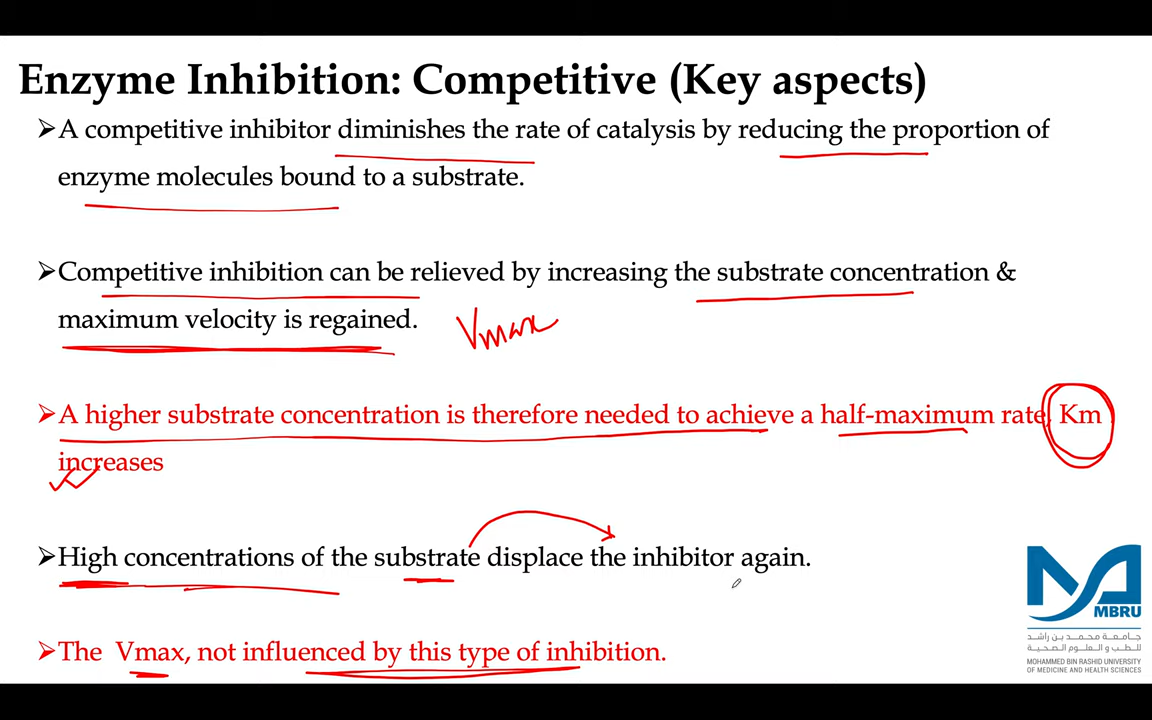 Enzyme Inhibition: Competitive (Key aspects)
➢A competitive inhibitor diminishes the rate of catalysis by reducing the proportion of
enzyme molecules bound to a substrate.
➢Competitive inhibition can be relieved by increasing the substrate concentration &
maximum velocity is regained.
Vmax
➢A higher substrate concentration is therefore needed to achieve a half-maximum rate, Km
increases
➢High concentrations of the substrate displace the inhibitor again.
➢The Vmax, not influenced by this type of inhibition.
MBRU
جامعة محمد بن راشد
للطب و العلوم الصحية
MOHAMMED BIN RASHID UNIVERSITY
OF MEDICINE AND HEALTH SCIENCES